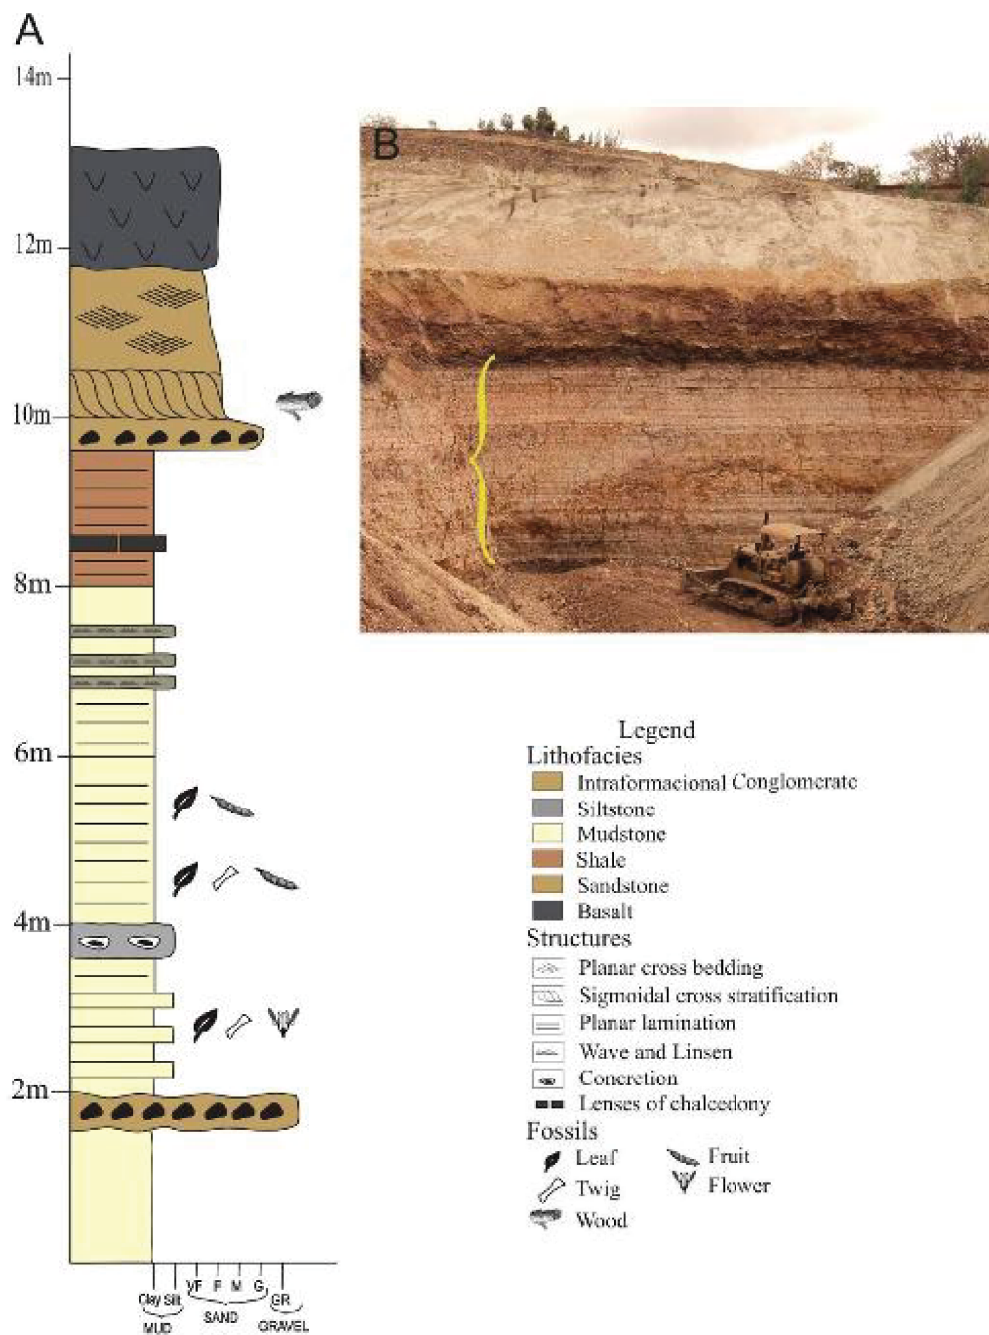 A
14m
B
12m
10m
8m
6m
4m
2m
VF F M G GR
Clay Silt
SAND
MUD
GRAVEL
Legend
Lithofacies
Intraformacional Conglomerate
Siltstone
Mudstone
Shale
Sandstone
Basalt
Structures
Planar cross bedding
Sigmoidal cross stratification
Planar lamination
Wave and Linsen
Concretion
Lenses of chalcedony
Fossils
Leaf
Fruit
Twig
Flower
Wood